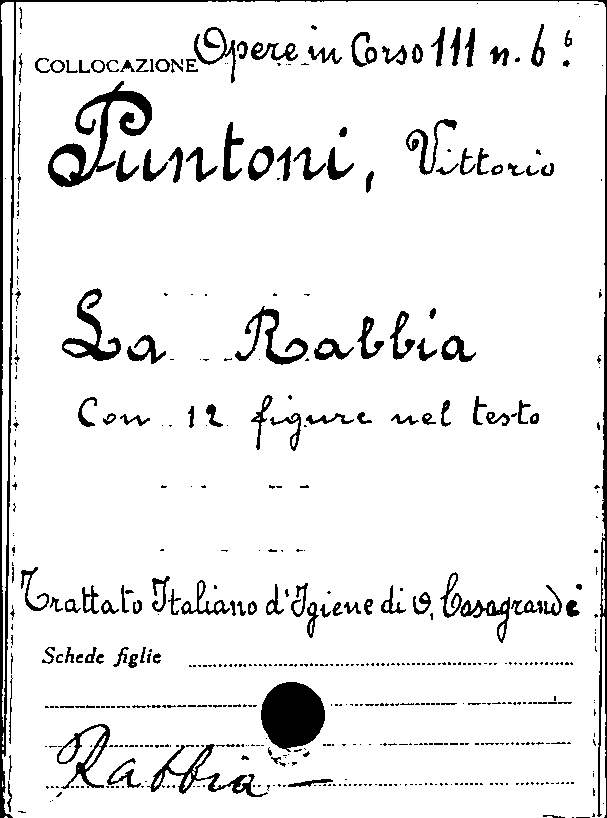 COLLOCAZIONE Opere in Corso 111 n. 6 6.
Puntoni, Vittorio
La Rabbia
Con 12 figure nel testo
Trattato Italiano d'Igiene di O. Casagrandi
Schede figlie
Rabbia —